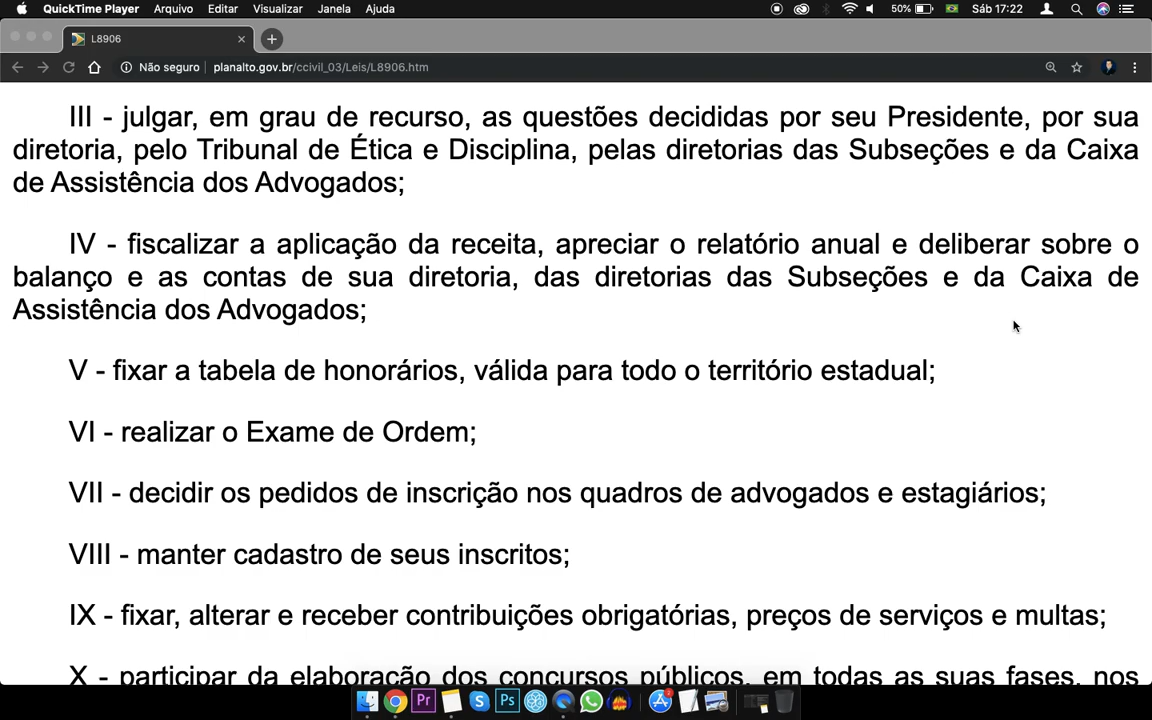 QuickTime Player Arquivo Editar Visualizar Janela Ajuda 50% Sáb 17:22
L8906
Não seguro planalto.gov.br/ccivil_03/Leis/L8906.htm
III - julgar, em grau de recurso, as questões decididas por seu Presidente, por sua
diretoria, pelo Tribunal de Ética e Disciplina, pelas diretorias das Subseções e da Caixa
de Assistência dos Advogados;
IV - fiscalizar a aplicação da receita, apreciar o relatório anual e deliberar sobre o
balanço e as contas de sua diretoria, das diretorias das Subseções e da Caixa de
Assistência dos Advogados;
V - fixar a tabela de honorários, válida para todo o território estadual;
VI - realizar o Exame de Ordem;
VII - decidir os pedidos de inscrição nos quadros de advogados e estagiários;
VIII - manter cadastro de seus inscritos;
IX - fixar, alterar e receber contribuições obrigatórias, preços de serviços e multas;
X - participar da elaboração dos concursos públicos, em todas as suas fases, nos
Pr Ps